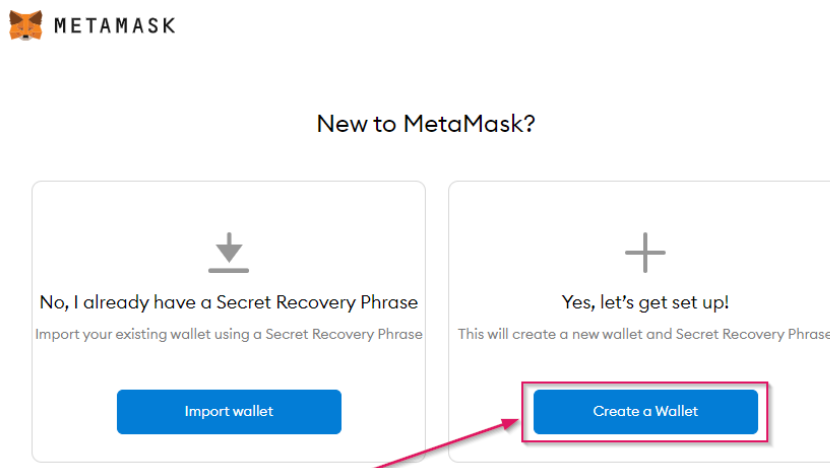 METAMASK
New to MetaMask?
No, I already have a Secret Recovery Phrase
Import your existing wallet using a Secret Recovery Phrase
Import wallet
Yes, let's get set up!
This will create a new wallet and Secret Recovery Phrase
Create a Wallet